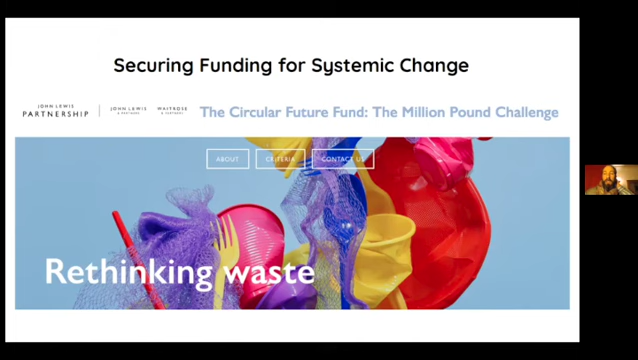 Securing Funding for Systemic Change
JOHN LEWIS
PARTNERSHIP
JOHN LEWIS
& PARTNERS
WAITROSE
& PARTNERS
The Circular Future Fund: The Million Pound Challenge
ABOUT
CRITERIA
CONTACT US
Rethinking waste